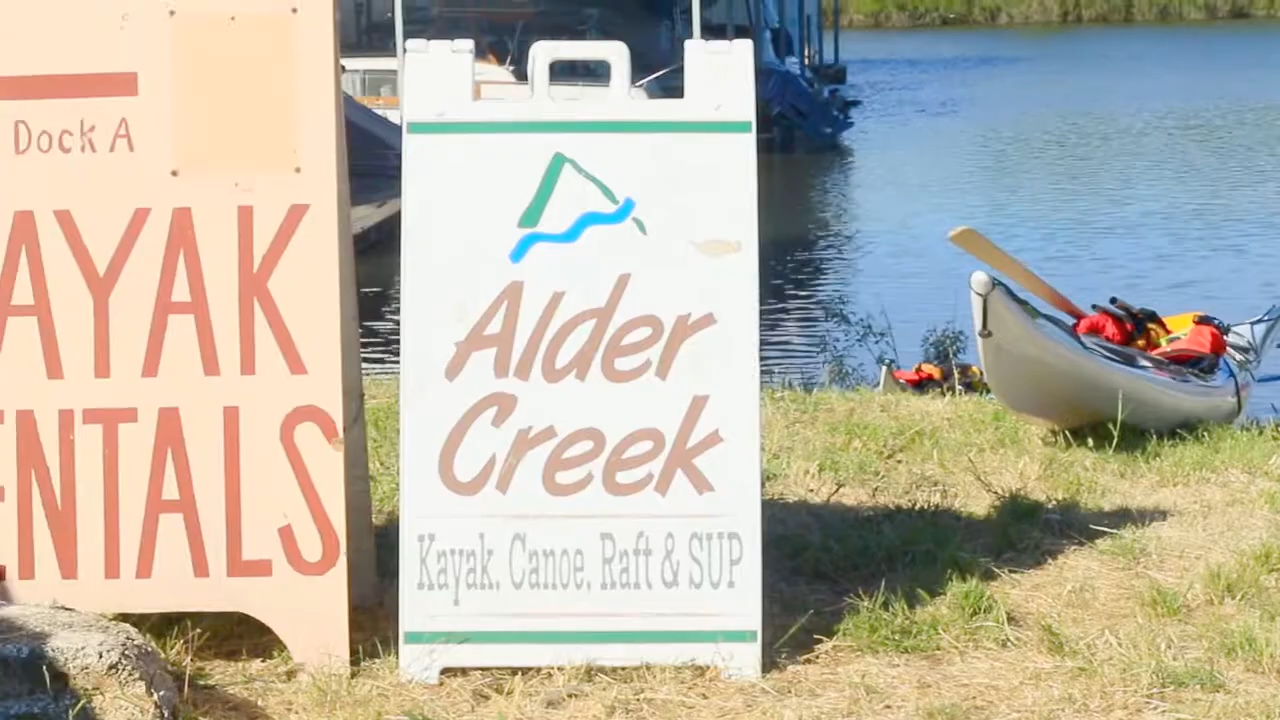 Dock A
AYAK
ENTALS
Alder
Creek
Kayak, Canoe, Raft & SUP